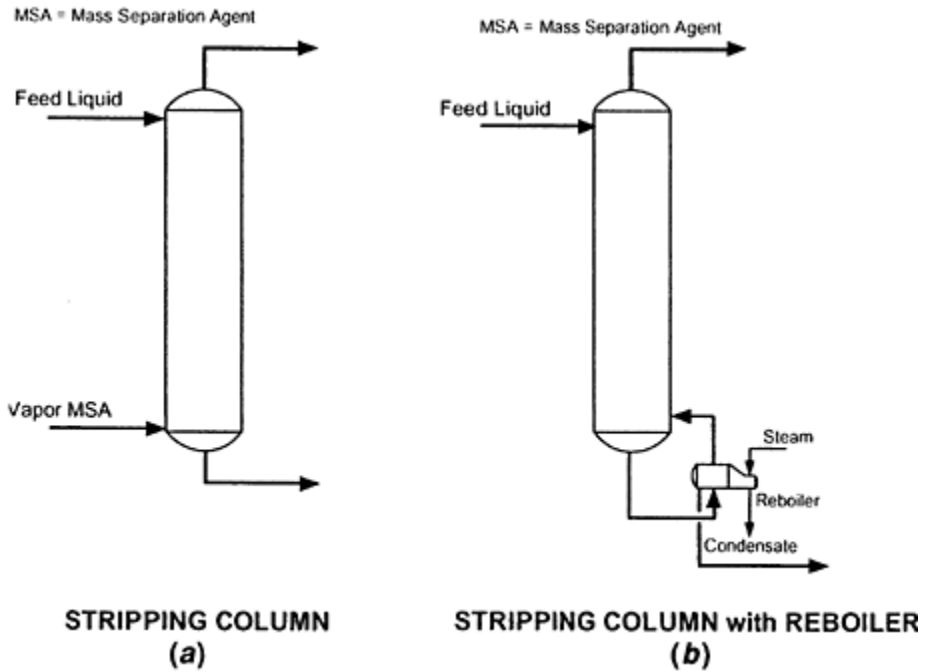 MSA = Mass Separation Agent
Feed Liquid
Vapor MSA
STRIPPING COLUMN
(a)
MSA = Mass Separation Agent
Feed Liquid
Steam
Reboiler
Condensate
STRIPPING COLUMN with REBOILER
(b)